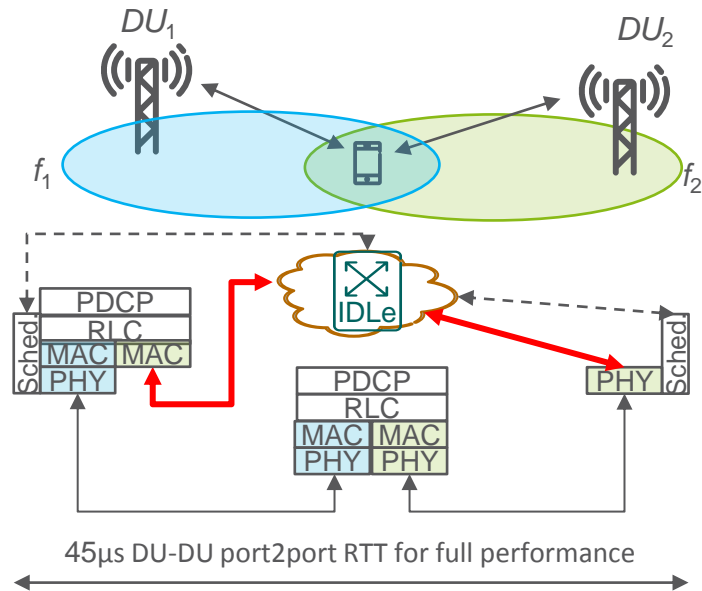 DU1
DU2
f1
f2
IDLe
Sched.
PDCP
RLC
MAC MAC
PHY
PDCP
RLC
MAC MAC
PHY PHY
PHY
Sched.
45µs DU-DU port2port RTT for full performance